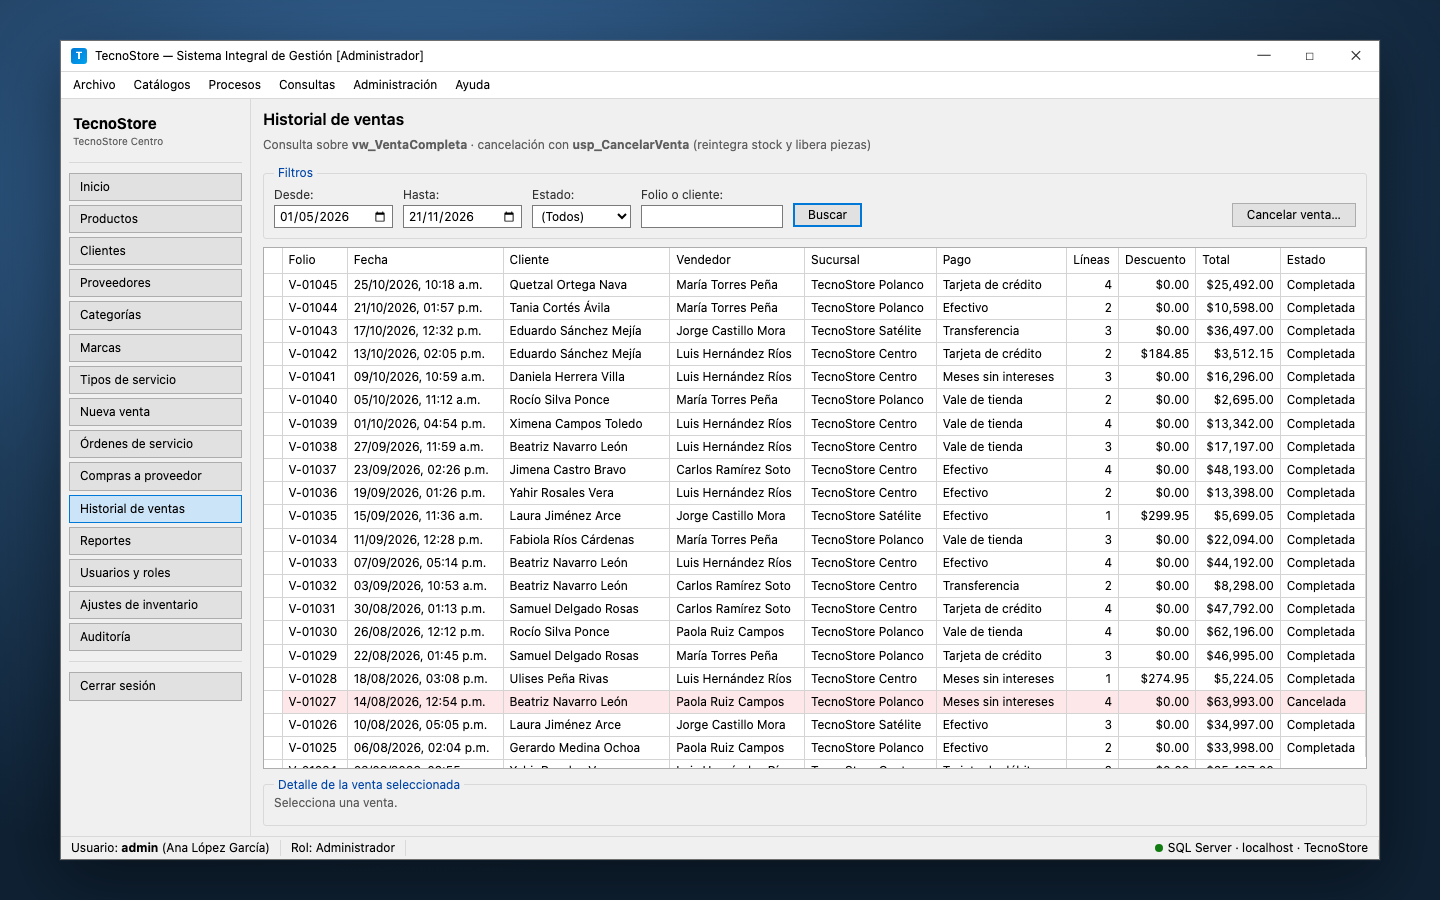 T TecnoStore — Sistema Integral de Gestión [Administrador]
Archivo Catálogos Procesos Consultas Administración Ayuda
TecnoStore
TecnoStore Centro
Inicio
Productos
Clientes
Proveedores
Categorías
Marcas
Tipos de servicio
Nueva venta
Órdenes de servicio
Compras a proveedor
Historial de ventas
Reportes
Usuarios y roles
Ajustes de inventario
Auditoría
Cerrar sesión
Historial de ventas
Consulta sobre vw_VentaCompleta · cancelación con usp_CancelarVenta (reintegra stock y libera piezas)
Filtros
Desde: Hasta: Estado: Folio o cliente:
01/05/2026 21/11/2026 (Todos) Buscar Cancelar venta...
Folio Fecha Cliente Vendedor Sucursal Pago Líneas Descuento Total Estado
V-01045 25/10/2026, 10:18 a.m. Quetzal Ortega Nava María Torres Peña TecnoStore Polanco Tarjeta de crédito 4 $0.00 $25,492.00 Completada
V-01044 21/10/2026, 01:57 p.m. Tania Cortés Ávila María Torres Peña TecnoStore Polanco Efectivo 2 $0.00 $10,598.00 Completada
V-01043 17/10/2026, 12:32 p.m. Eduardo Sánchez Mejía Jorge Castillo Mora TecnoStore Satélite Transferencia 3 $0.00 $36,497.00 Completada
V-01042 13/10/2026, 02:05 p.m. Eduardo Sánchez Mejía Luis Hernández Ríos TecnoStore Centro Tarjeta de crédito 2 $184.85 $3,512.15 Completada
V-01041 09/10/2026, 10:59 a.m. Daniela Herrera Villa Luis Hernández Ríos TecnoStore Centro Meses sin intereses 3 $0.00 $16,296.00 Completada
V-01040 05/10/2026, 11:12 a.m. Rocío Silva Ponce María Torres Peña TecnoStore Polanco Vale de tienda 2 $0.00 $2,695.00 Completada
V-01039 01/10/2026, 04:54 p.m. Ximena Campos Toledo Luis Hernández Ríos TecnoStore Centro Vale de tienda 4 $0.00 $13,342.00 Completada
V-01038 27/09/2026, 11:59 a.m. Beatriz Navarro León Luis Hernández Ríos TecnoStore Centro Vale de tienda 3 $0.00 $17,197.00 Completada
V-01037 23/09/2026, 02:26 p.m. Jimena Castro Bravo Carlos Ramírez Soto TecnoStore Centro Efectivo 4 $0.00 $48,193.00 Completada
V-01036 19/09/2026, 01:26 p.m. Yahir Rosales Vera Luis Hernández Ríos TecnoStore Centro Efectivo 2 $0.00 $13,398.00 Completada
V-01035 15/09/2026, 11:36 a.m. Laura Jiménez Arce Jorge Castillo Mora TecnoStore Satélite Efectivo 1 $299.95 $5,699.05 Completada
V-01034 11/09/2026, 12:28 p.m. Fabiola Ríos Cárdenas María Torres Peña TecnoStore Polanco Vale de tienda 3 $0.00 $22,094.00 Completada
V-01033 07/09/2026, 05:14 p.m. Beatriz Navarro León Luis Hernández Ríos TecnoStore Centro Efectivo 4 $0.00 $44,192.00 Completada
V-01032 03/09/2026, 10:53 a.m. Beatriz Navarro León Carlos Ramírez Soto TecnoStore Centro Transferencia 2 $0.00 $8,298.00 Completada
V-01031 30/08/2026, 01:13 p.m. Samuel Delgado Rosas Carlos Ramírez Soto TecnoStore Centro Tarjeta de crédito 4 $0.00 $47,792.00 Completada
V-01030 26/08/2026, 12:12 p.m. Rocío Silva Ponce Paola Ruiz Campos TecnoStore Polanco Vale de tienda 4 $0.00 $62,196.00 Completada
V-01029 22/08/2026, 01:45 p.m. Samuel Delgado Rosas María Torres Peña TecnoStore Polanco Tarjeta de crédito 3 $0.00 $46,995.00 Completada
V-01028 18/08/2026, 03:08 p.m. Ulises Peña Rivas Luis Hernández Ríos TecnoStore Centro Meses sin intereses 1 $274.95 $5,224.05 Completada
V-01027 14/08/2026, 12:54 p.m. Beatriz Navarro León Paola Ruiz Campos TecnoStore Polanco Meses sin intereses 4 $0.00 $63,993.00 Cancelada
V-01026 10/08/2026, 05:05 p.m. Laura Jiménez Arce Jorge Castillo Mora TecnoStore Satélite Efectivo 3 $0.00 $34,997.00 Completada
V-01025 06/08/2026, 02:04 p.m. Gerardo Medina Ochoa Paola Ruiz Campos TecnoStore Polanco Efectivo 2 $0.00 $33,998.00 Completada
Detalle de la venta seleccionada
Selecciona una venta.
Usuario: admin (Ana López García) Rol: Administrador SQL Server · localhost · TecnoStore